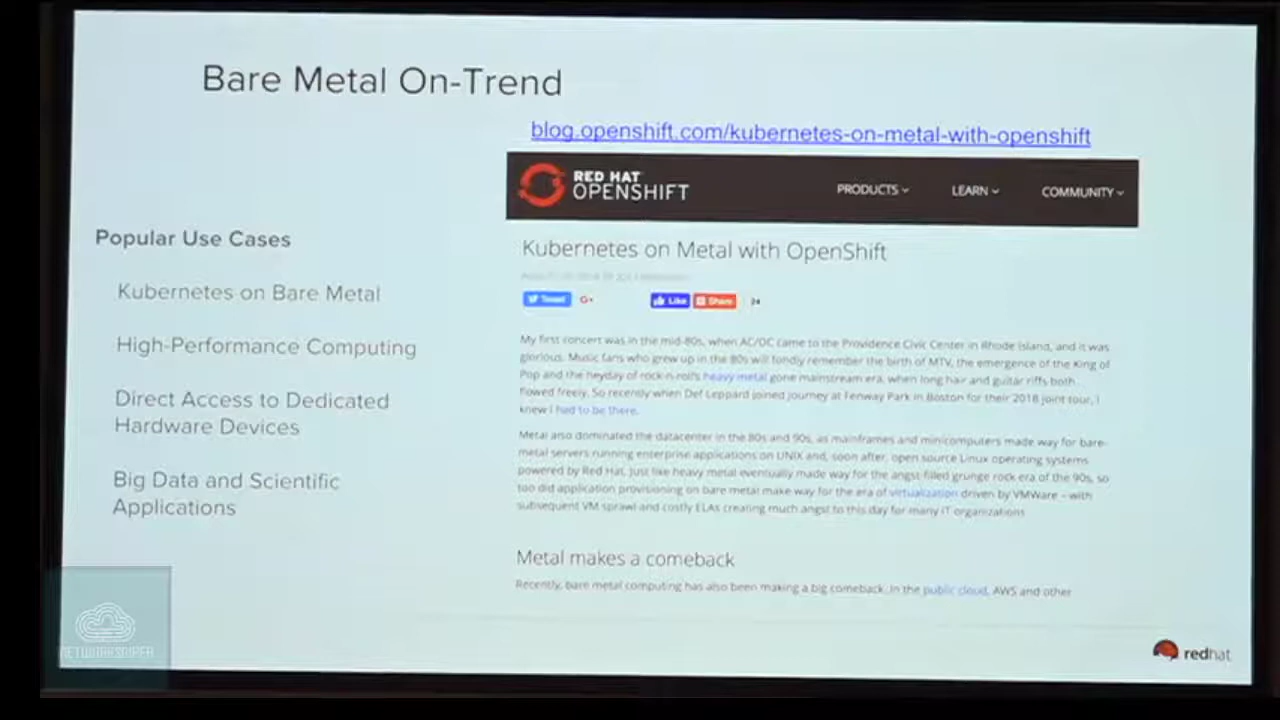 Bare Metal On-Trend
blog.openshift.com/kubernetes-on-metal-with-openshift
RED HAT
OPENSHIFT
PRODUCTS
LEARN
COMMUNITY
Popular Use Cases
Kubernetes on Bare Metal
High-Performance Computing
Direct Access to Dedicated
Hardware Devices
Big Data and Scientific
Applications
Kubernetes on Metal with OpenShift
Tweet
G+
Like
Share
24
My first concert was in the mid-80s, when AC/DC came to the Providence Civic Center in Rhode Island, and it was
glorious. Music fans who grew up in the 80s will fondly remember the birth of MTV, the emergence of the King of
Pop and the heyday of rock-n-roll's heavy metal gone mainstream era, when long hair and guitar riffs both
flowed freely. So recently when Def Leppard joined Journey at Fenway Park in Boston for their 2018 joint tour, I
knew I had to be there.
Metal also dominated the datacenter in the 80s and 90s, as mainframes and minicomputers made way for bare-
metal servers running enterprise applications on UNIX and, soon after, open source Linux operating systems
powered by Red Hat. Just like heavy metal eventually made way for the angst-filled grunge rock era of the 90s, so
too did application provisioning on bare metal make way for the era of virtualization driven by VMWare – with
subsequent VM sprawl and costly ELAs creating much angst to this day for many IT organizations
Metal makes a comeback
Recently, bare metal computing has also been making a big comeback. In the public cloud, AWS and other
redhat